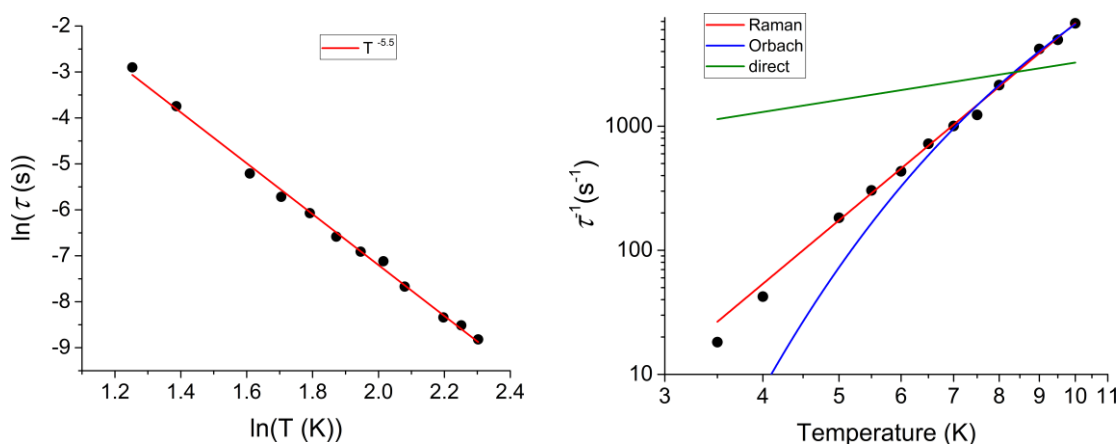 T -5.5
-2
-3
-4
-5
-6
-7
-8
-9
ln(τ(s))
1.2 1.4 1.6 1.8 2.0 2.2 2.4
ln(T (K))
Raman
Orbach
direct
1000
100
10
τ-1(s-1)
3 4 5 6 7 8 9 10 11
Temperature (K)